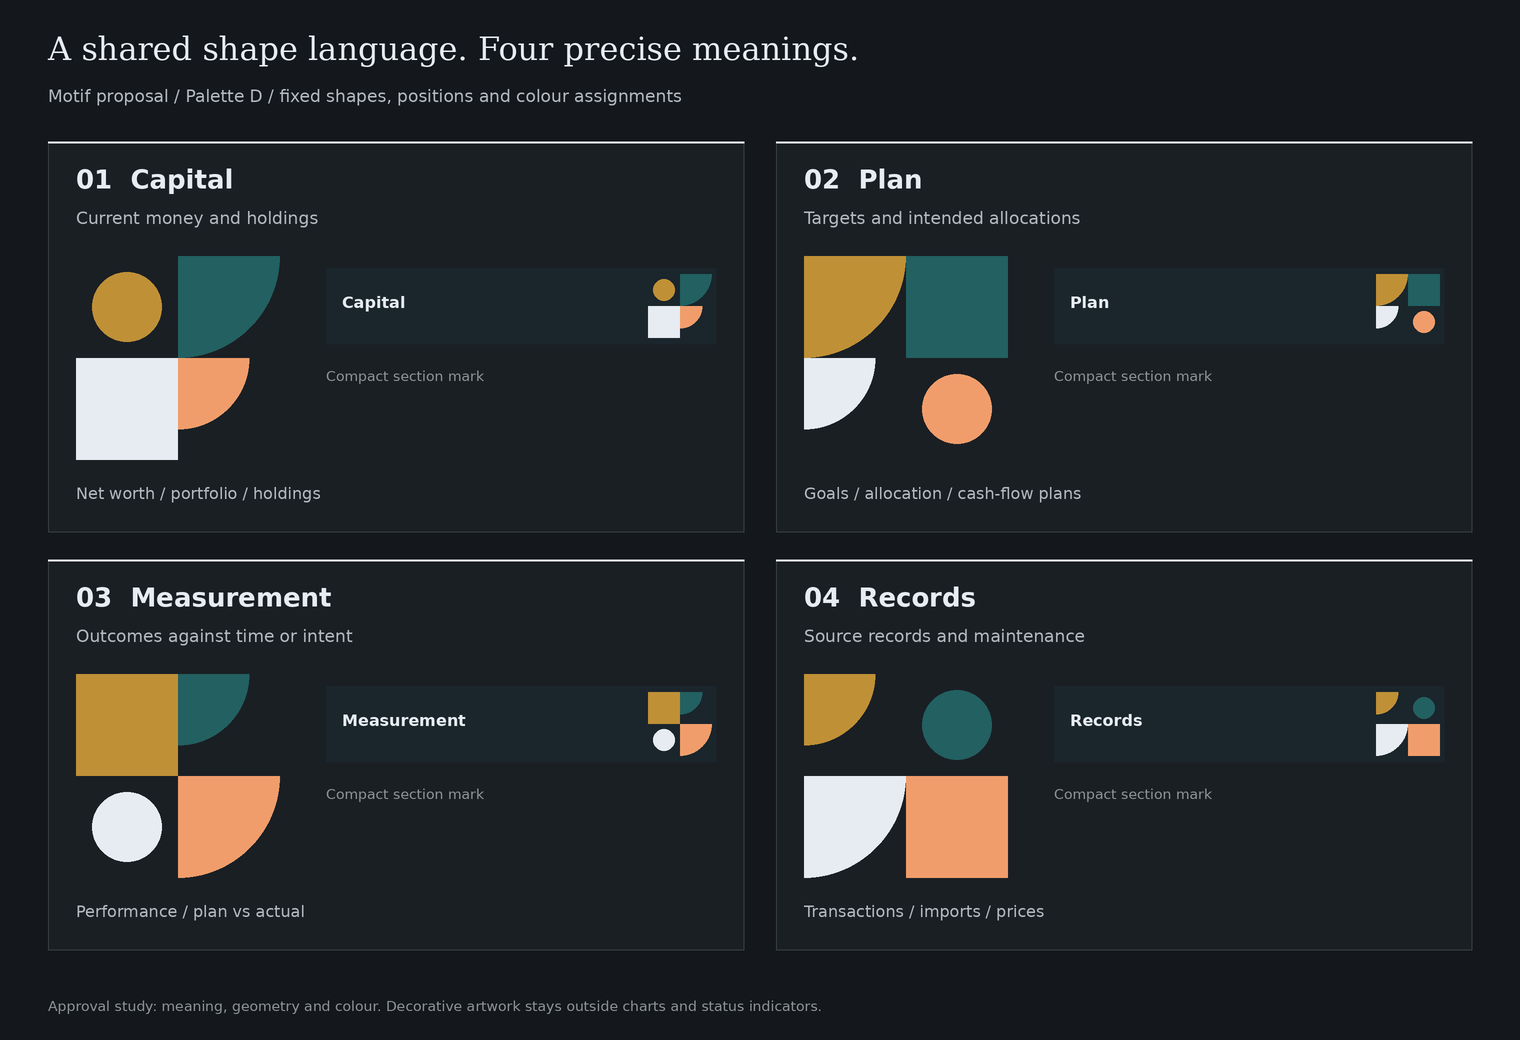 A shared shape language. Four precise meanings.
Motif proposal / Palette D / fixed shapes, positions and colour assignments
01 Capital
Current money and holdings
Capital
Compact section mark
Net worth / portfolio / holdings
02 Plan
Targets and intended allocations
Plan
Compact section mark
Goals / allocation / cash-flow plans
03 Measurement
Outcomes against time or intent
Measurement
Compact section mark
Performance / plan vs actual
04 Records
Source records and maintenance
Records
Compact section mark
Transactions / imports / prices
Approval study: meaning, geometry and colour. Decorative artwork stays outside charts and status indicators.